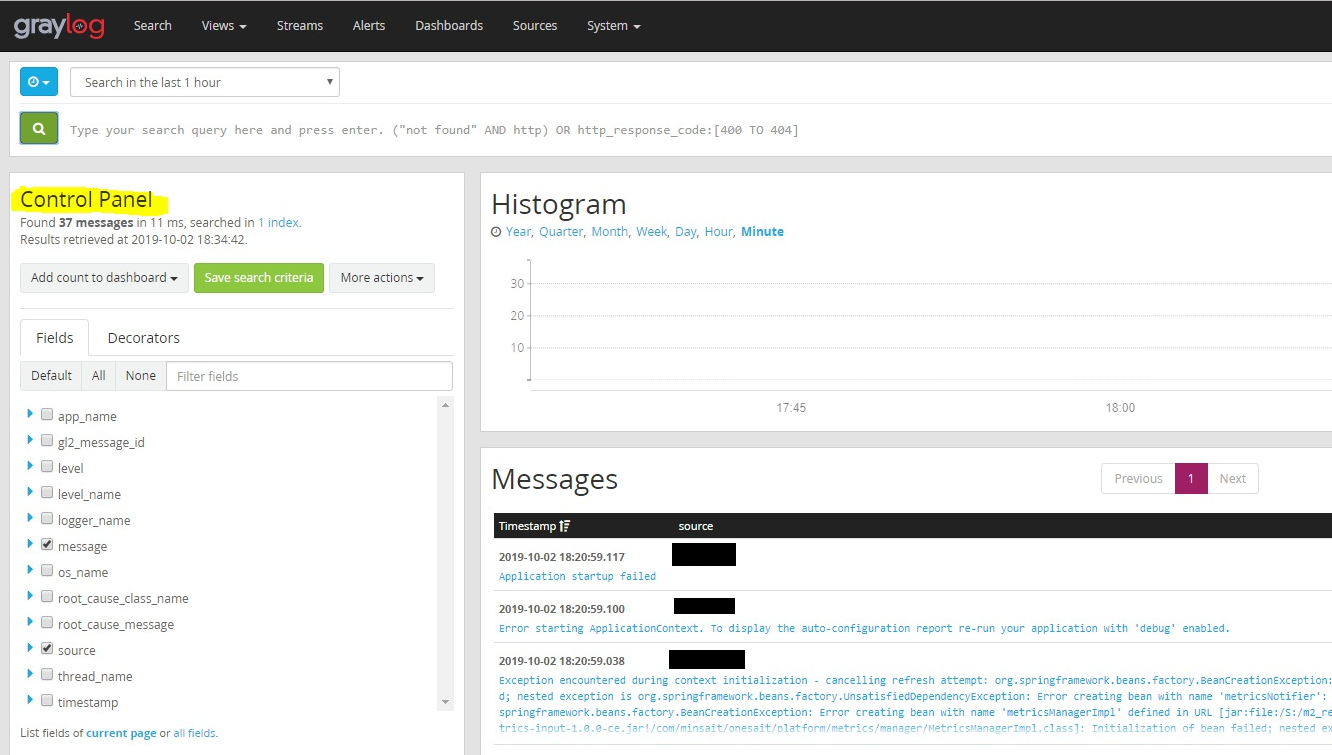 graylog Search Views Streams Alerts Dashboards Sources System
Search in the last 1 hour
Type your search query here and press enter. ("not found" AND http) OR http_response_code:[400 TO 404]
Control Panel
Found 37 messages in 11 ms, searched in 1 index.
Results retrieved at 2019-10-02 18:34:42.
Add count to dashboard Save search criteria More actions
Fields Decorators
Default All None Filter fields
app_name
gl2_message_id
level
level_name
logger_name
message
os_name
root_cause_class_name
root_cause_message
source
thread_name
timestamp
List fields of current page or all fields.
Histogram
Year, Quarter, Month, Week, Day, Hour, Minute
30
20
10
17:45 18:00
Messages
Previous 1 Next
Timestamp source
2019-10-02 18:20:59.117
Application startup failed
2019-10-02 18:20:59.100
Error starting ApplicationContext. To display the auto-configuration report re-run your application with 'debug' enabled.
2019-10-02 18:20:59.038
Exception encountered during context initialization - cancelling refresh attempt: org.springframework.beans.factory.BeanCreationException:
d; nested exception is org.springframework.beans.factory.UnsatisfiedDependencyException: Error creating bean with name 'metricsNotifier':
springframework.beans.factory.BeanCreationException: Error creating bean with name 'metricsManagerImpl' defined in URL [jar:file:/S:/m2_re
trics-input-1.0.0-ce.jar!/com/minsait/onesait/platform/metrics/manager/MetricsManagerImpl.class]: Initialization of bean failed; nested ex